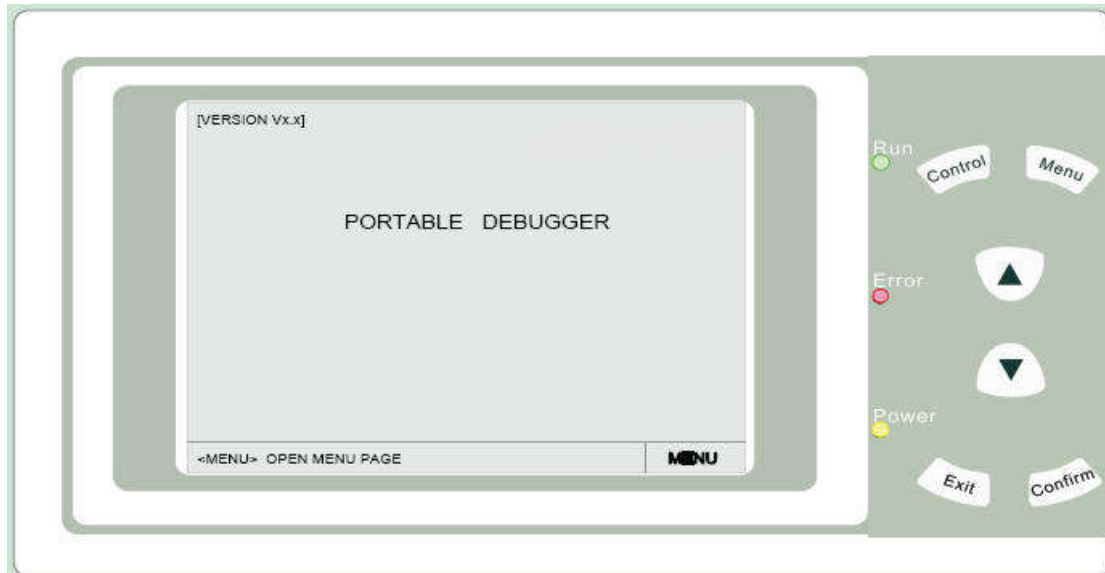 [VERSION Vx.x]
PORTABLE DEBUGGER
<MENU> OPEN MENU PAGE
MENU
Run
Control
Menu
Error
▲
▼
Power
Exit
Confirm